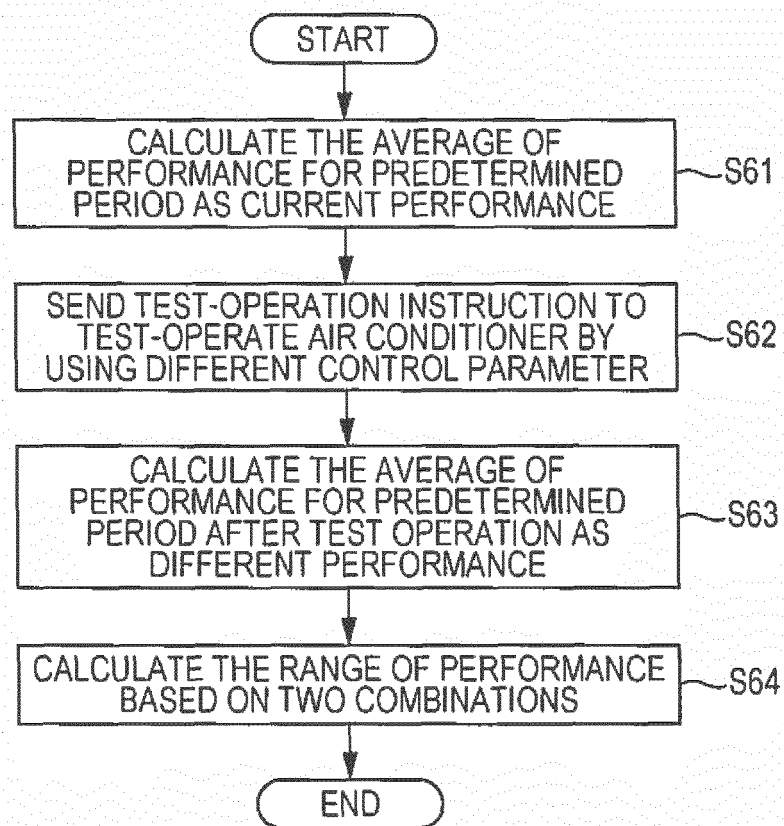 START
CALCULATE THE AVERAGE OF
PERFORMANCE FOR PREDETERMINED
PERIOD AS CURRENT PERFORMANCE
S61
SEND TEST-OPERATION INSTRUCTION TO
TEST-OPERATE AIR CONDITIONER BY
USING DIFFERENT CONTROL PARAMETER
S62
CALCULATE THE AVERAGE OF
PERFORMANCE FOR PREDETERMINED
PERIOD AFTER TEST OPERATION AS
DIFFERENT PERFORMANCE
S63
CALCULATE THE RANGE OF PERFORMANCE
BASED ON TWO COMBINATIONS
S64
END